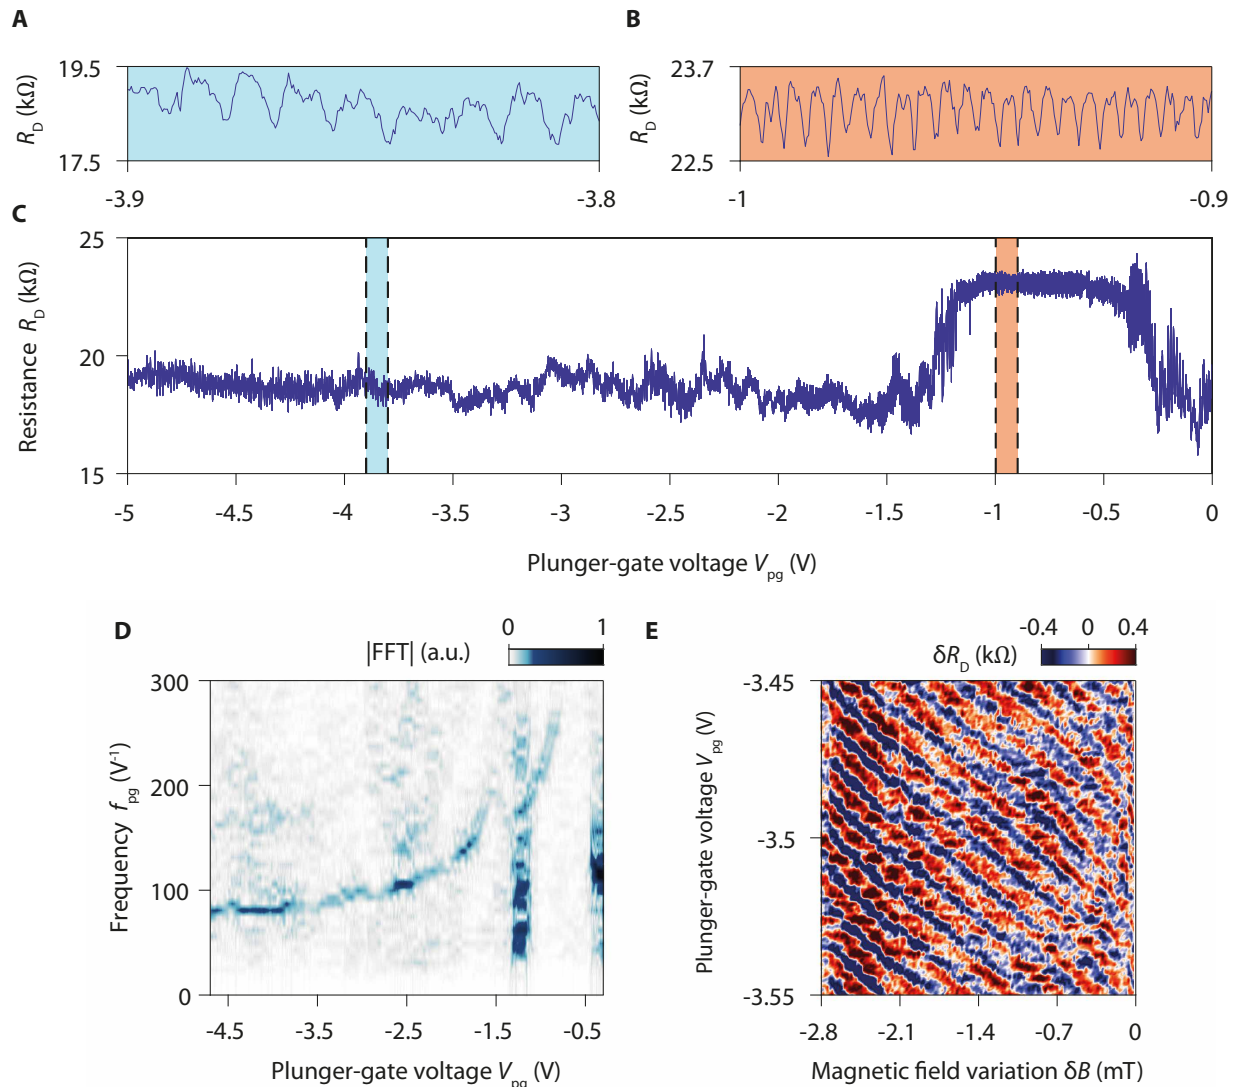 A
B
R_D (kΩ)
19.5
17.5
-3.9
-3.8
R_D (kΩ)
23.7
22.5
-1
-0.9
C
Resistance R_D (kΩ)
25
20
15
-5 -4.5 -4 -3.5 -3 -2.5 -2 -1.5 -1 -0.5 0
Plunger-gate voltage V_pg (V)
D
|FFT| (a.u.)
0 1
Frequency f_pg (V⁻¹)
300
200
100
0
-4.5 -3.5 -2.5 -1.5 -0.5
Plunger-gate voltage V_pg (V)
E
δR_D (kΩ)
-0.4 0 0.4
Plunger-gate voltage V_pg (V)
-3.45
-3.5
-3.55
-2.8 -2.1 -1.4 -0.7 0
Magnetic field variation δB (mT)